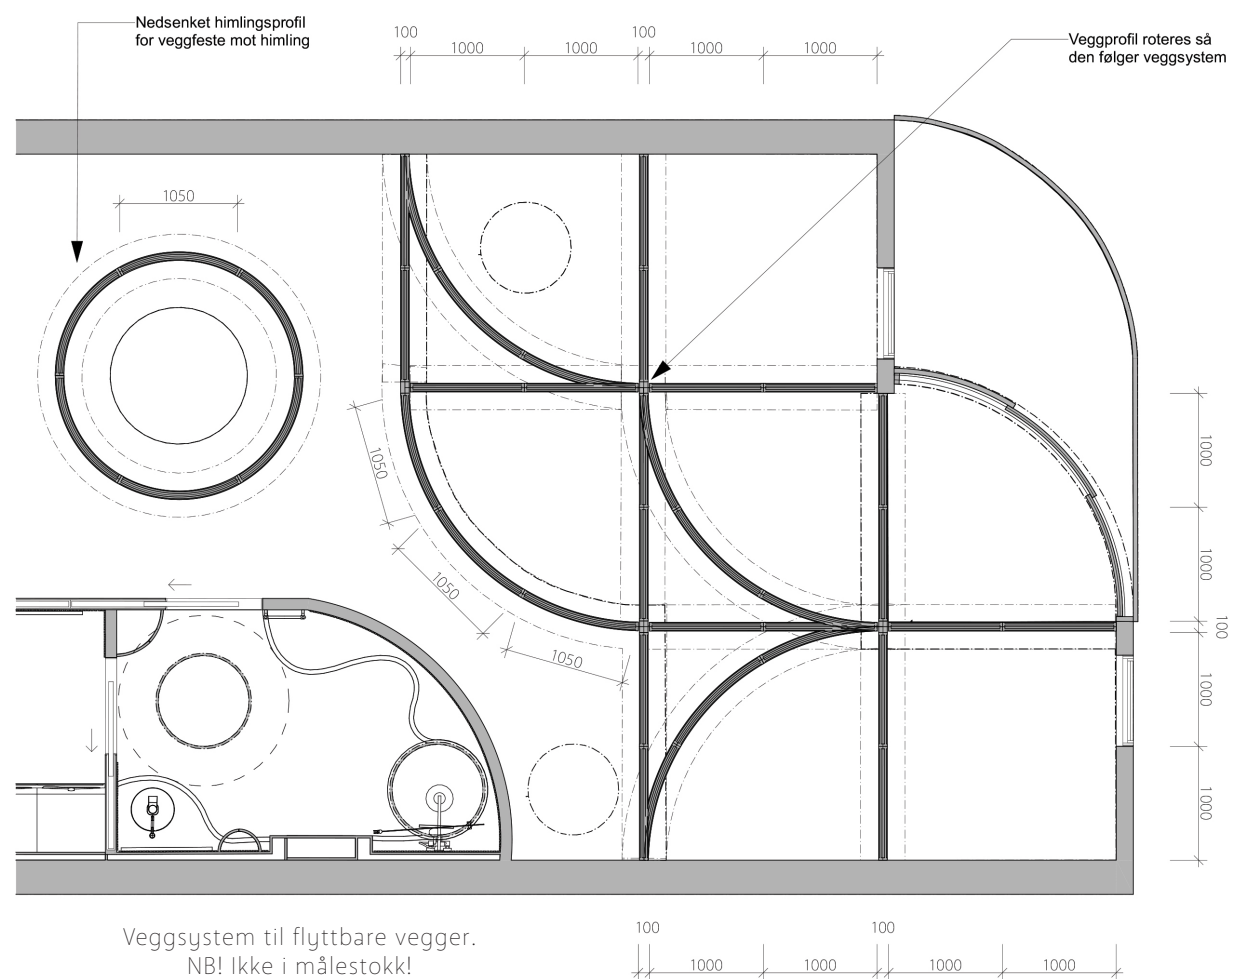 Nedsenket himlingsprofil
for veggfeste mot himling
100 1000 1000 100 1000 1000
Veggprofil roteres så
den følger veggsystem
1050
1050
1050
1050
1000
1000
100
1000
1000
Veggsystem til flyttbare vegger.
NB! Ikke i målestokk!
100 100
1000 1000 1000 1000